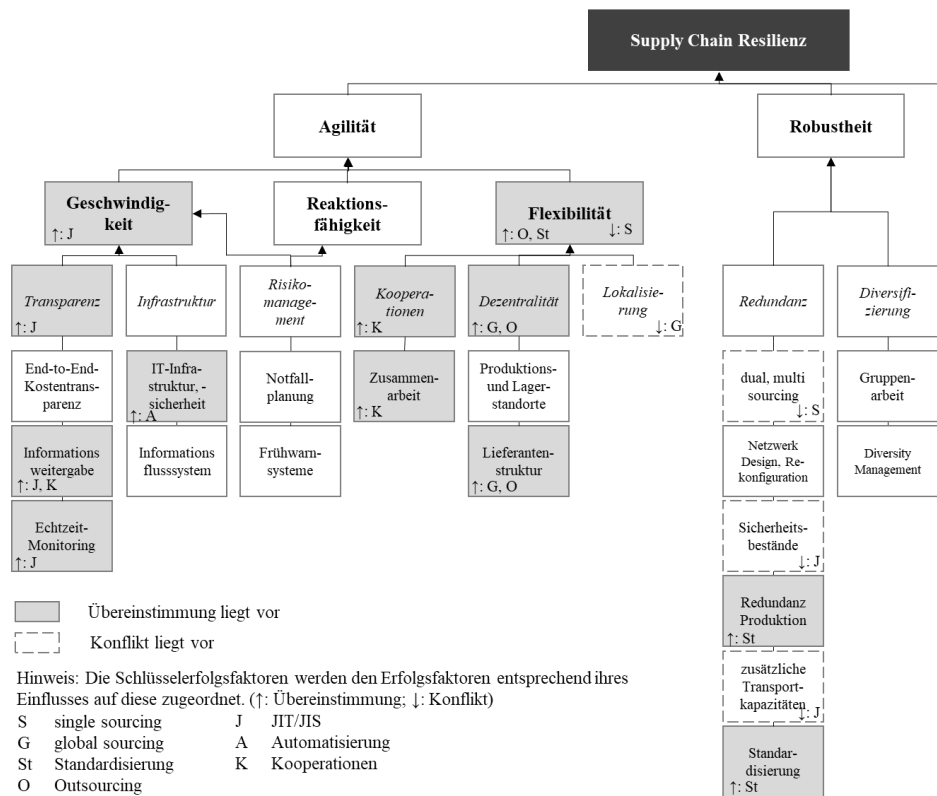 Supply Chain Resilienz
Agilität
Robustheit
Geschwindig-
keit
↑: J
Reaktions-
fähigkeit
Flexibilität
↑: O, St
↓: S
Transparenz
↑: J
Infrastruktur
Risiko-
manage-
ment
Koopera-
tionen
↑: K
Dezentralität
↑: G, O
Lokalisie-
rung
↓: G
Redundanz
Diversifi-
zierung
End-to-End-
Kostentrans-
parenz
IT-Infra-
struktur, -
sicherheit
↑: A
Notfall-
planung
Zusammen-
arbeit
↑: K
Produktions-
und Lager-
standorte
dual, multi
sourcing
↓: S
Gruppen-
arbeit
Informations
weitergabe
↑: J, K
Informations
flusssystem
Frühwarn-
systeme
Lieferanten-
struktur
↑: G, O
Netzwerk
Design, Re-
konfiguration
Diversity
Management
Echtzeit-
Monitoring
↑: J
Sicherheits-
bestände
↓: J
Redundanz
Produktion
↑: St
zusätzliche
Transport-
kapazitäten
↓: J
Standar-
disierung
↑: St
Übereinstimmung liegt vor
Konflikt liegt vor
Hinweis: Die Schlüsselerfolgsfaktoren werden den Erfolgsfaktoren entsprechend ihres
Einflusses auf diese zugeordnet. (↑: Übereinstimmung; ↓: Konflikt)
S single sourcing J JIT/JIS
G global sourcing A Automatisierung
St Standardisierung K Kooperationen
O Outsourcing